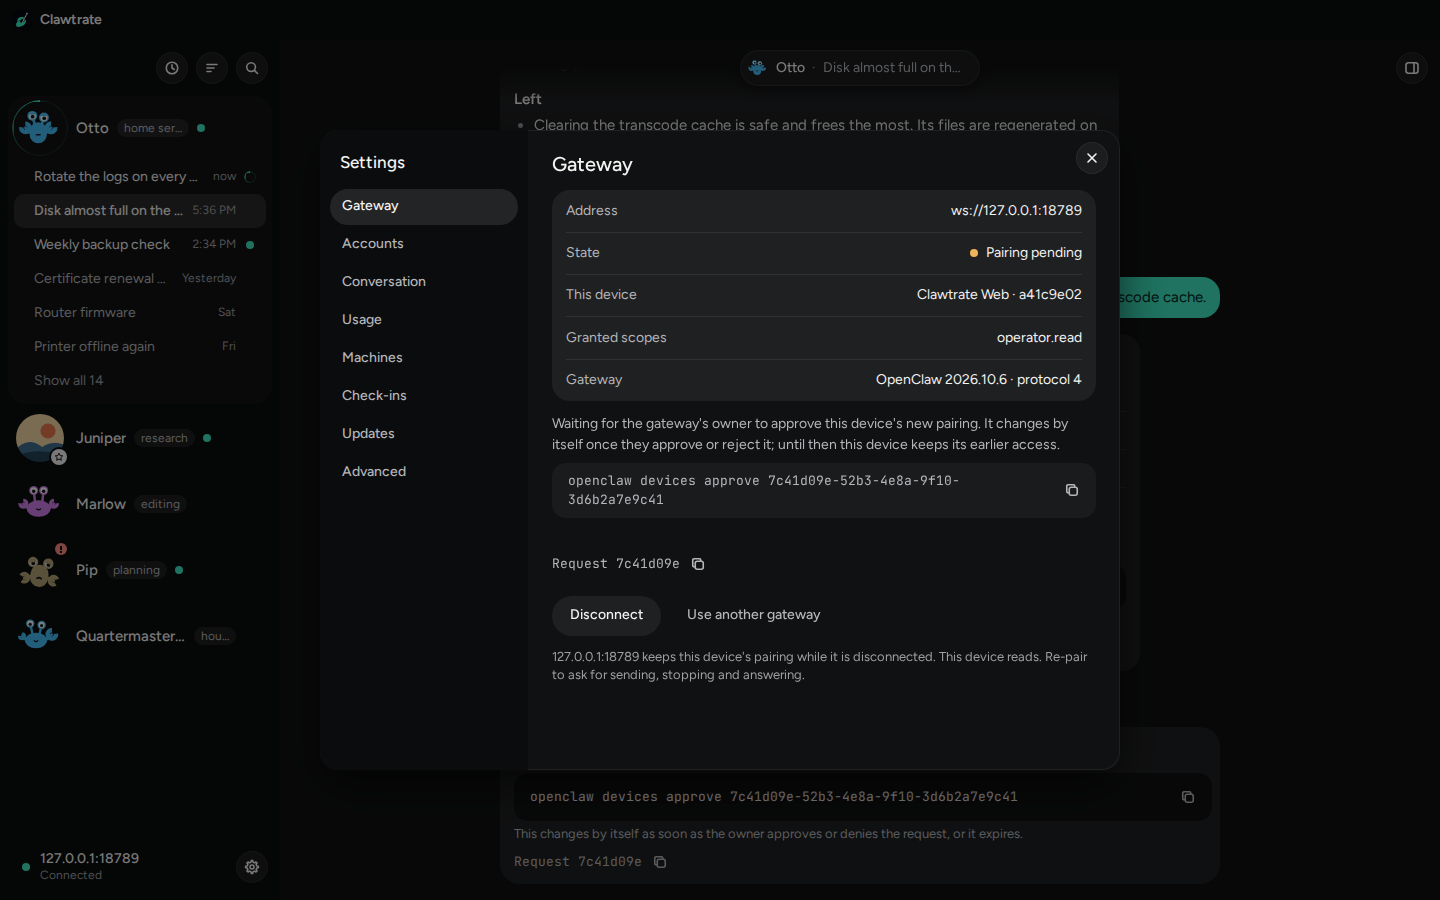 Clawtrate
Otto · Disk almost full on th...
Otto home ser...
Rotate the logs on every ... now
Disk almost full on the ... 5:36 PM
Weekly backup check 2:34 PM
Certificate renewal ... Yesterday
Router firmware Sat
Printer offline again Fri
Show all 14
Juniper research
Marlow editing
Pip planning
Quartermaster... hou...
127.0.0.1:18789
Connected
Left
• Clearing the transcode cache is safe and frees the most. Its files are regenerated on
scode cache.
Settings
Gateway
Accounts
Conversation
Usage
Machines
Check-ins
Updates
Advanced
Gateway
Address ws://127.0.0.1:18789
State Pairing pending
This device Clawtrate Web · a41c9e02
Granted scopes operator.read
Gateway OpenClaw 2026.10.6 · protocol 4
Waiting for the gateway's owner to approve this device's new pairing. It changes by
itself once they approve or reject it; until then this device keeps its earlier access.
openclaw devices approve 7c41d09e-52b3-4e8a-9f10-
3d6b2a7e9c41
Request 7c41d09e
Disconnect Use another gateway
127.0.0.1:18789 keeps this device's pairing while it is disconnected. This device reads. Re-pair
to ask for sending, stopping and answering.
openclaw devices approve 7c41d09e-52b3-4e8a-9f10-3d6b2a7e9c41
This changes by itself as soon as the owner approves or denies the request, or it expires.
Request 7c41d09e